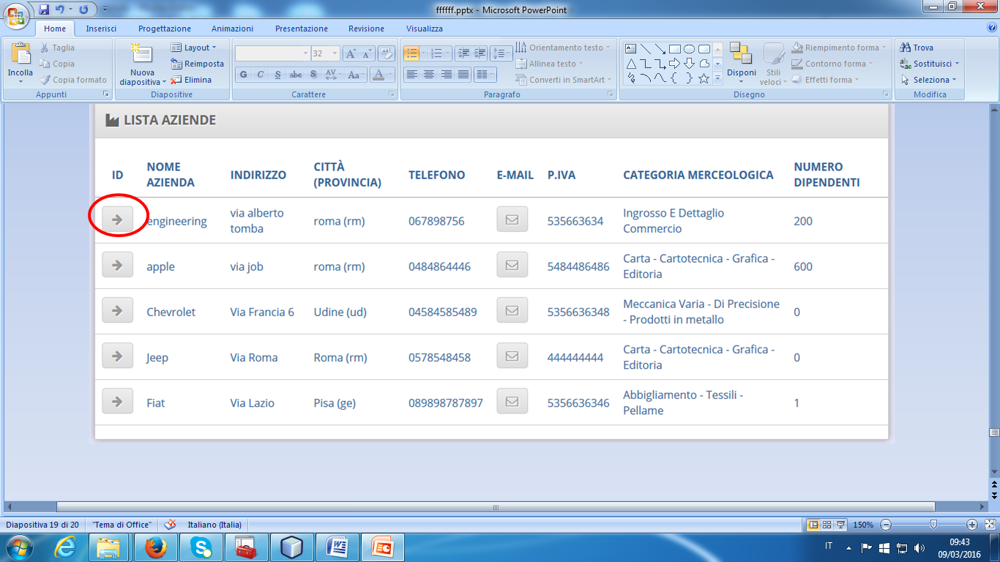 ffffff.pptx - Microsoft PowerPoint
Home Inserisci Progettazione Animazioni Presentazione Revisione Visualizza
Incolla
Taglia
Copia
Copia formato
Appunti
Nuova
diapositiva
Layout
Reimposta
Elimina
Diapositive
32
G C S abc S AV Aa A
Carattere
Orientamento testo
Allinea testo
Converti in SmartArt
Paragrafo
Disponi
Stili
veloci
Riempimento forma
Contorno forma
Effetti forma
Disegno
Trova
Sostituisci
Seleziona
Modifica
LISTA AZIENDE
ID NOME AZIENDA INDIRIZZO CITTÀ (PROVINCIA) TELEFONO E-MAIL P.IVA CATEGORIA MERCEOLOGICA NUMERO DIPENDENTI
engineering via alberto tomba roma (rm) 067898756 535663634 Ingrosso E Dettaglio Commercio 200
apple via job roma (rm) 0484864446 5484486486 Carta - Cartotecnica - Grafica - Editoria 600
Chevrolet Via Francia 6 Udine (ud) 04584585489 5356636348 Meccanica Varia - Di Precisione - Prodotti in metallo 0
Jeep Via Roma Roma (rm) 0578548458 444444444 Carta - Cartotecnica - Grafica - Editoria 0
Fiat Via Lazio Pisa (ge) 089898787897 5356636346 Abbigliamento - Tessili - Pellame 1
Diapositiva 19 di 20 "Tema di Office" Italiano (Italia) 150%
IT 09:43
09/03/2016